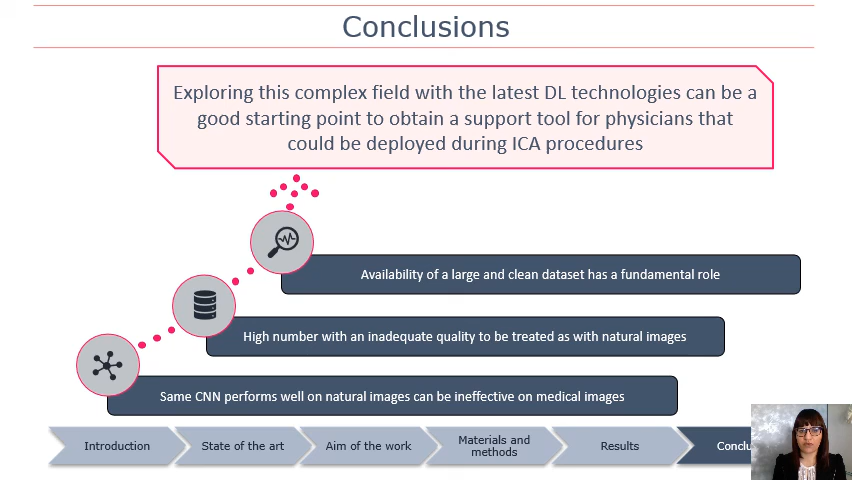 Conclusions
Exploring this complex field with the latest DL technologies can be a
good starting point to obtain a support tool for physicians that
could be deployed during ICA procedures
Availability of a large and clean dataset has a fundamental role
High number with an inadequate quality to be treated as with natural images
Same CNN performs well on natural images can be ineffective on medical images
Introduction
State of the art
Aim of the work
Materials and
methods
Results
Conclu